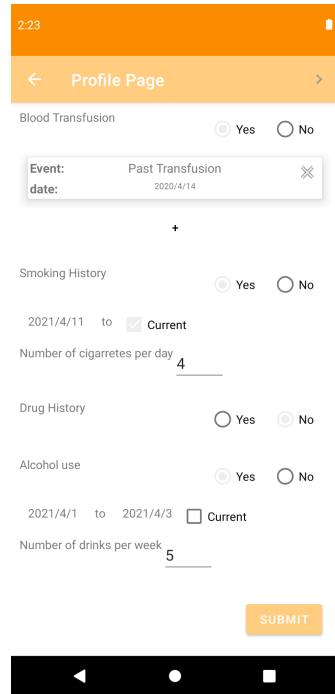 2:23
Profile Page
Blood Transfusion
Yes No
Event: Past Transfusion
date: 2020/4/14
+
Smoking History
Yes No
2021/4/11 to Current
Number of cigarretes per day 4
Drug History
Yes No
Alcohol use
Yes No
2021/4/1 to 2021/4/3 Current
Number of drinks per week 5
SUBMIT